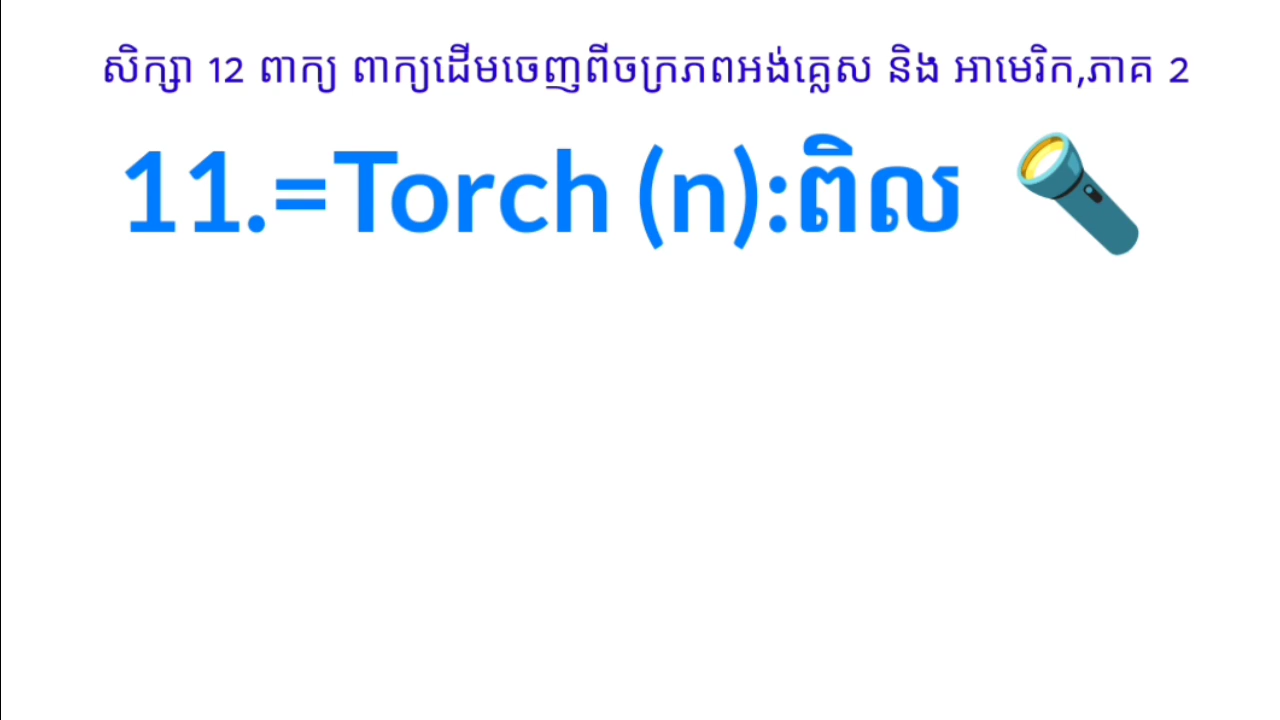 សិក្សា 12 ពាក្យ ពាក្យដើមចេញពីចក្រភពអង់គ្លេស និង អាមេរិក,ភាគ 2
11.=Torch (n):ពិល